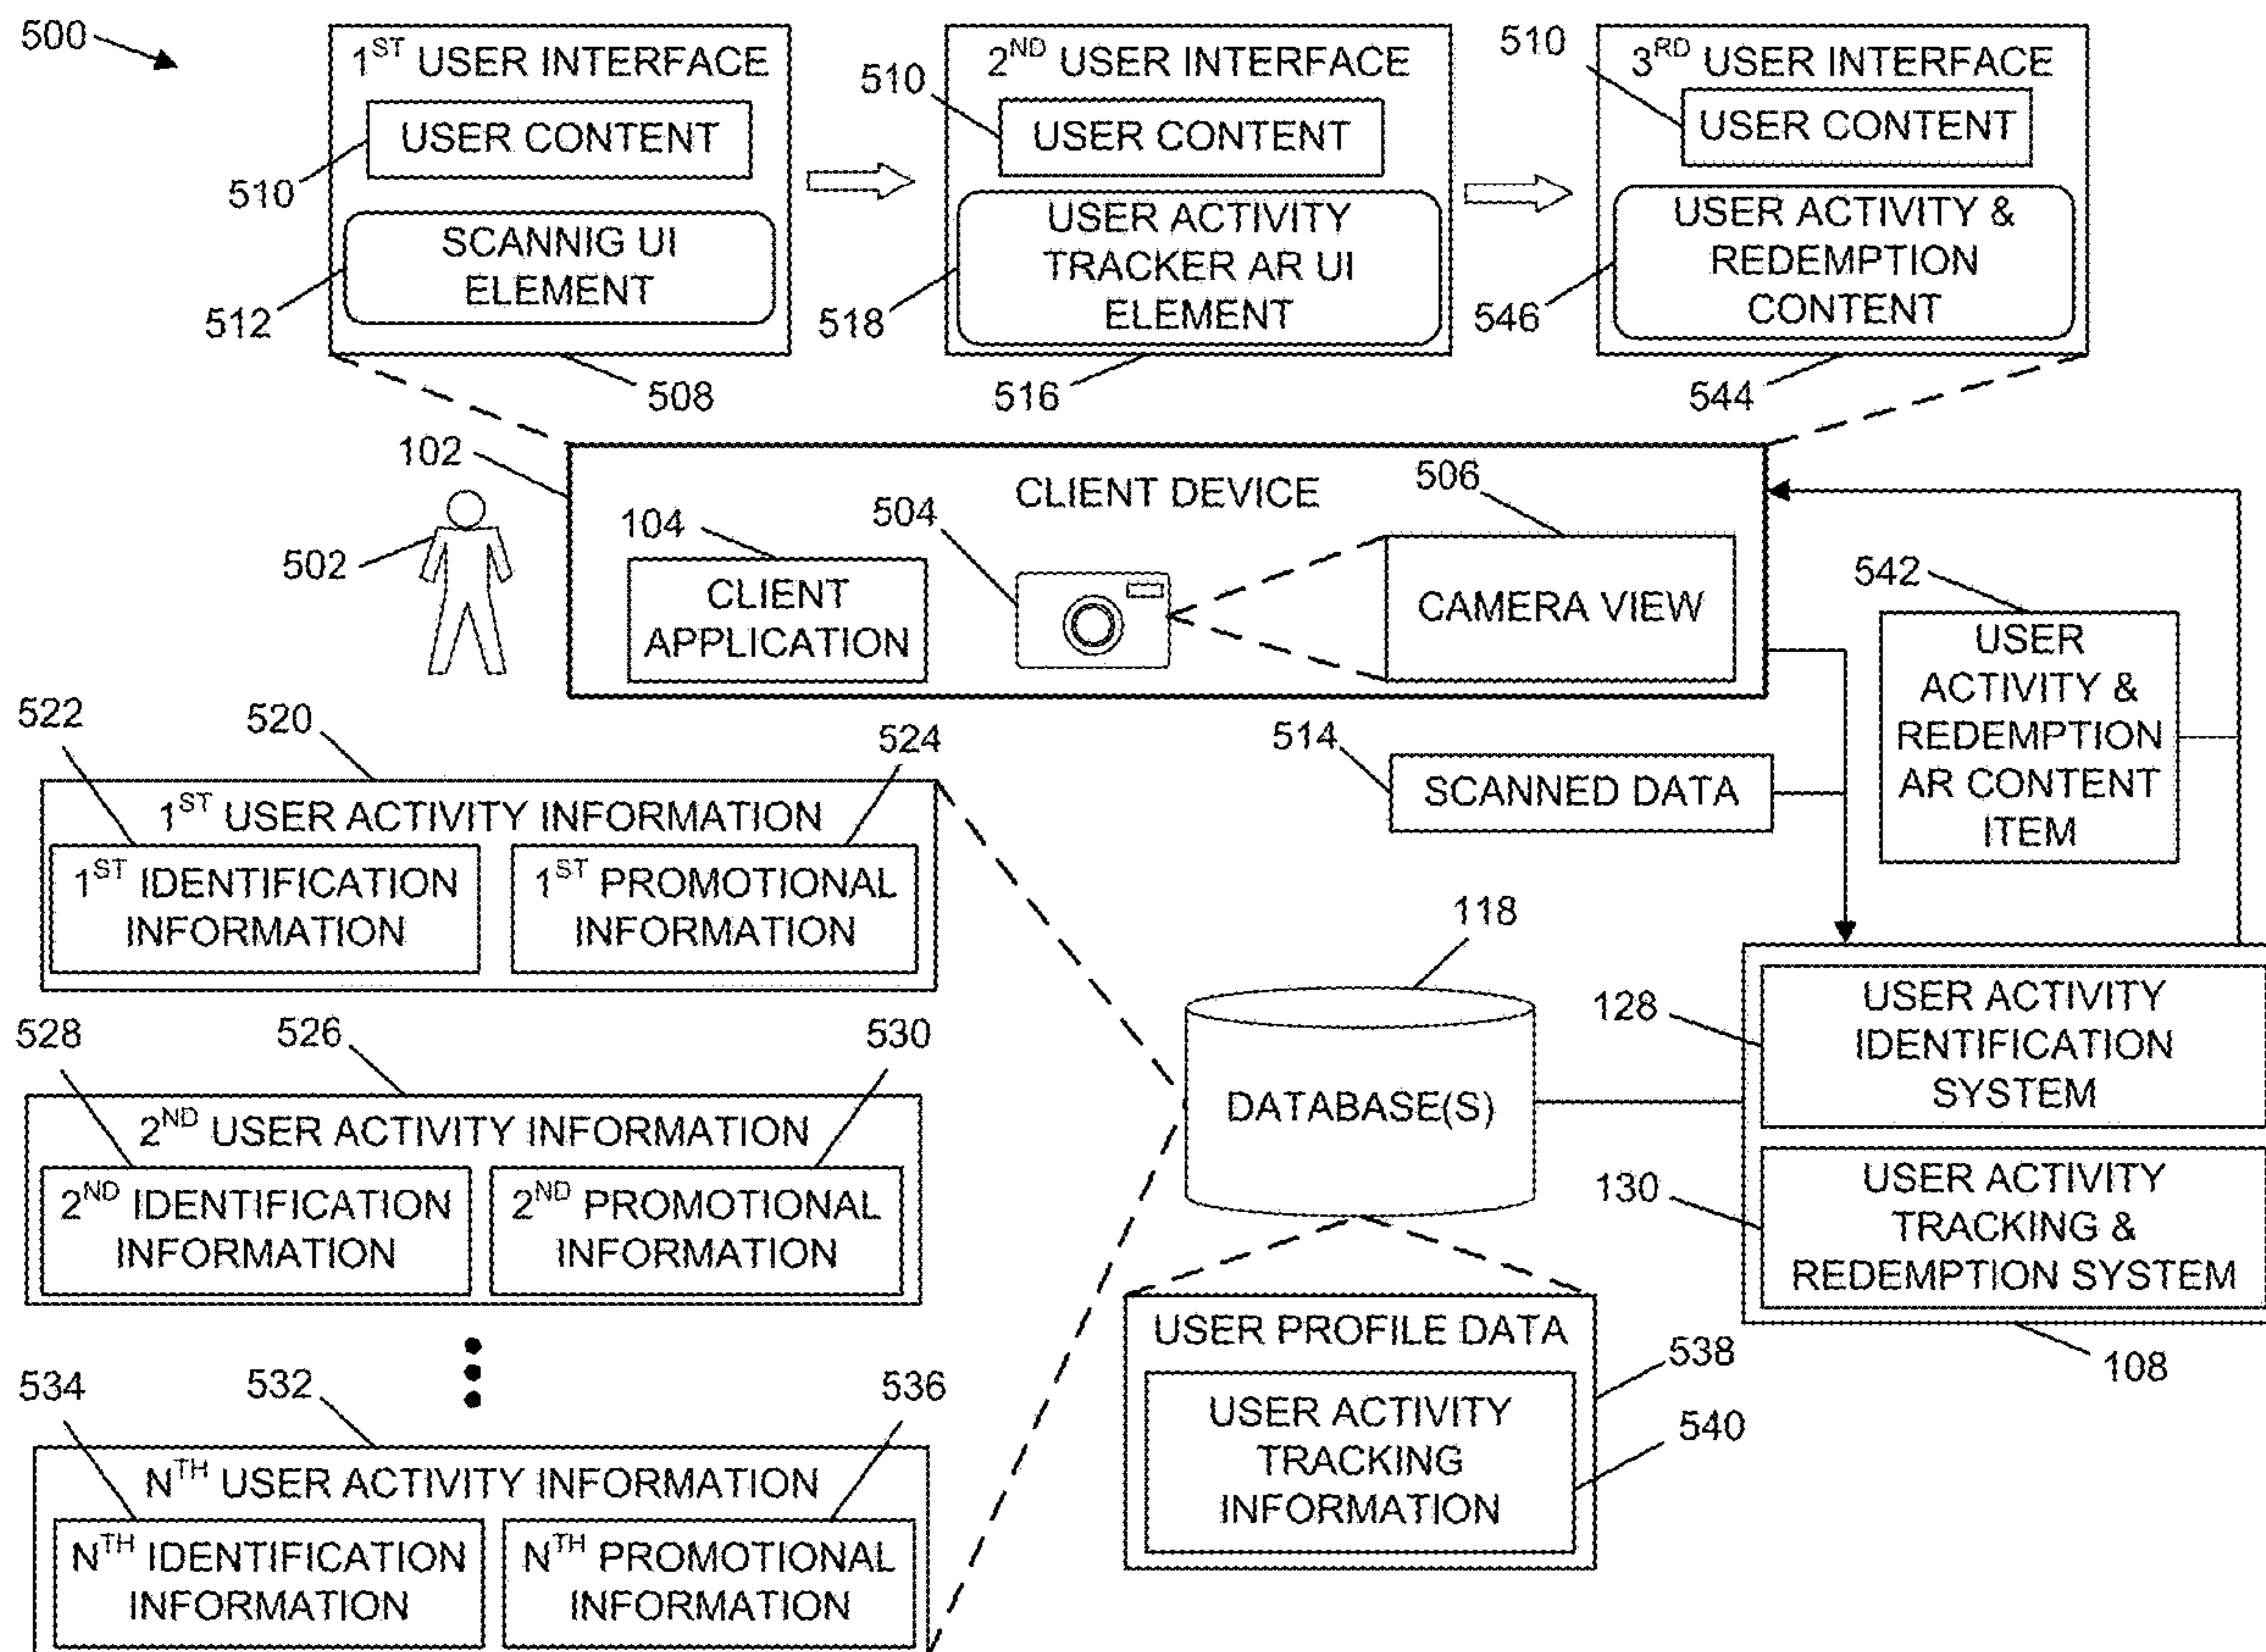 500
1ST USER INTERFACE
510
USER CONTENT
512
SCANNIG UI
ELEMENT
508
2ND USER INTERFACE
510
USER CONTENT
518
USER ACTIVITY
TRACKER AR UI
ELEMENT
516
3RD USER INTERFACE
510
USER CONTENT
546
USER ACTIVITY &
REDEMPTION
CONTENT
544
102
502
CLIENT DEVICE
104
CLIENT
APPLICATION
504
506
CAMERA VIEW
542
USER
ACTIVITY &
REDEMPTION
AR CONTENT
ITEM
514
SCANNED DATA
520
522
524
1ST USER ACTIVITY INFORMATION
1ST IDENTIFICATION
INFORMATION
1ST PROMOTIONAL
INFORMATION
526
528
530
2ND USER ACTIVITY INFORMATION
2ND IDENTIFICATION
INFORMATION
2ND PROMOTIONAL
INFORMATION
532
534
536
NTH USER ACTIVITY INFORMATION
NTH IDENTIFICATION
INFORMATION
NTH PROMOTIONAL
INFORMATION
118
DATABASE(S)
128
USER ACTIVITY
IDENTIFICATION
SYSTEM
130
USER ACTIVITY
TRACKING &
REDEMPTION SYSTEM
108
USER PROFILE DATA
538
USER ACTIVITY
TRACKING
INFORMATION
540